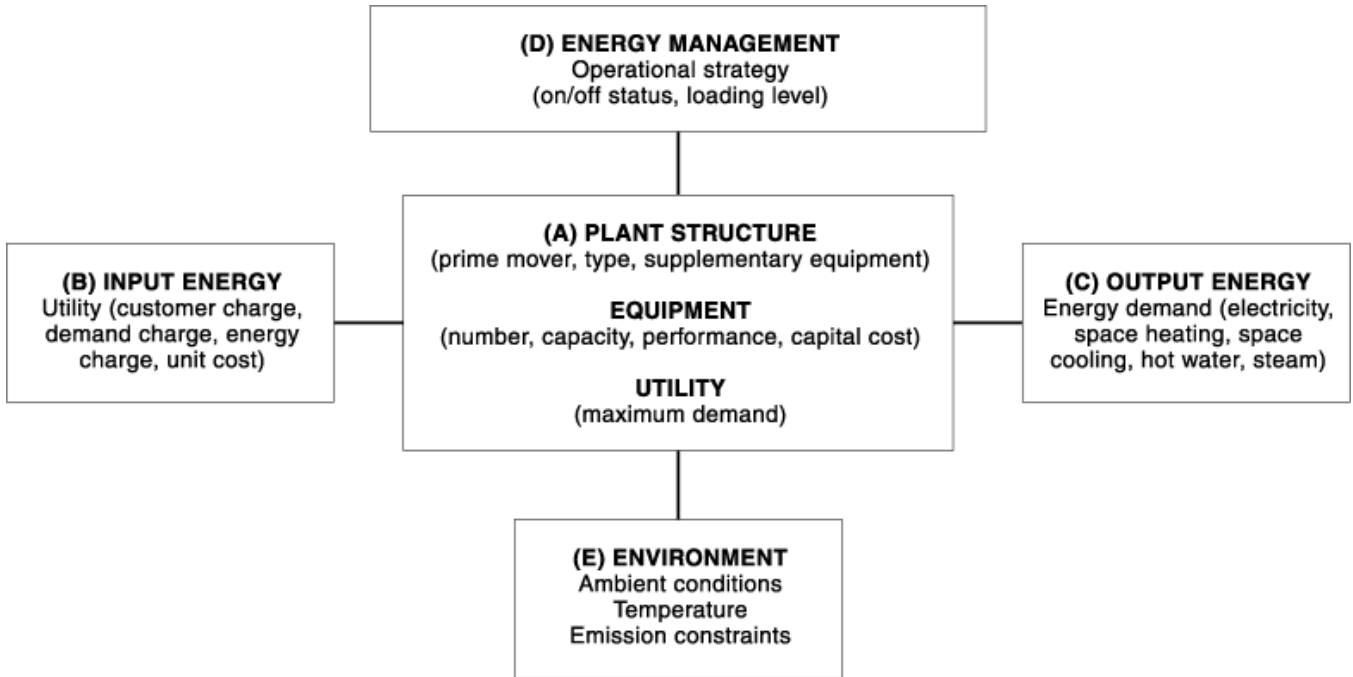 (D) ENERGY MANAGEMENT
Operational strategy
(on/off status, loading level)
(A) PLANT STRUCTURE
(prime mover, type, supplementary equipment)
EQUIPMENT
(number, capacity, performance, capital cost)
UTILITY
(maximum demand)
(B) INPUT ENERGY
Utility (customer charge,
demand charge, energy
charge, unit cost)
(C) OUTPUT ENERGY
Energy demand (electricity,
space heating, space
cooling, hot water, steam)
(E) ENVIRONMENT
Ambient conditions
Temperature
Emission constraints